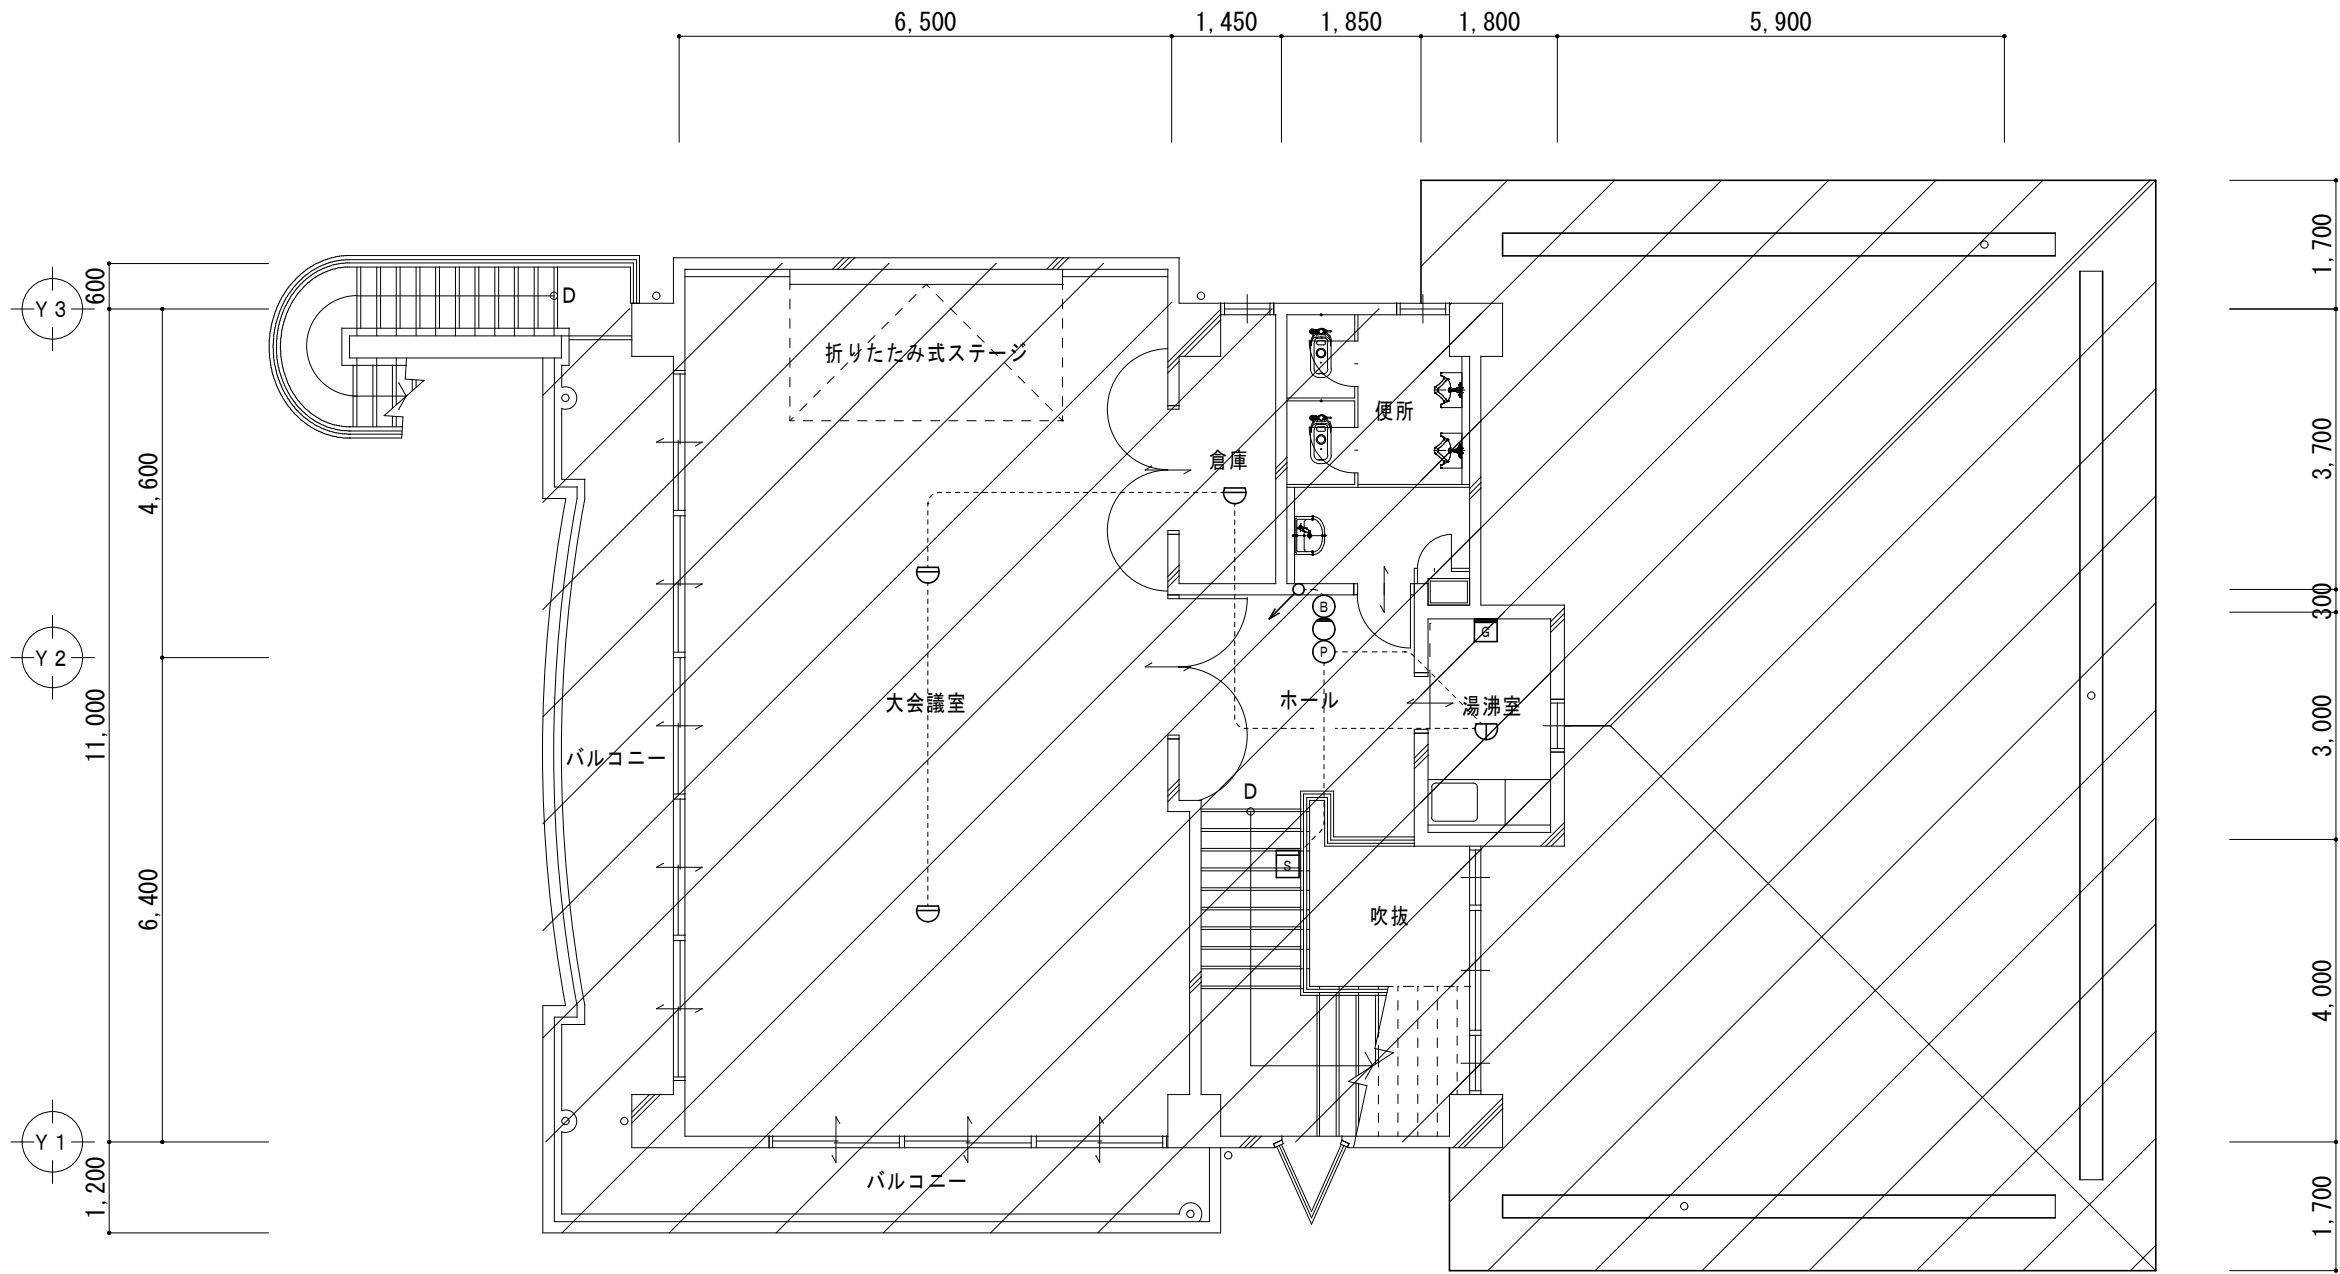 6,500
1,450
1,850
1,800
5,900
1,700
600
Y3
D
折りたたみ式ステージ
便所
倉庫
3,700
4,600
300
B
P
G
Y2
大会議室
ホール
湯沸室
11,000
3,000
バルコニー
D
S
吹抜
6,400
4,000
Y1
1,200
バルコニー
1,700